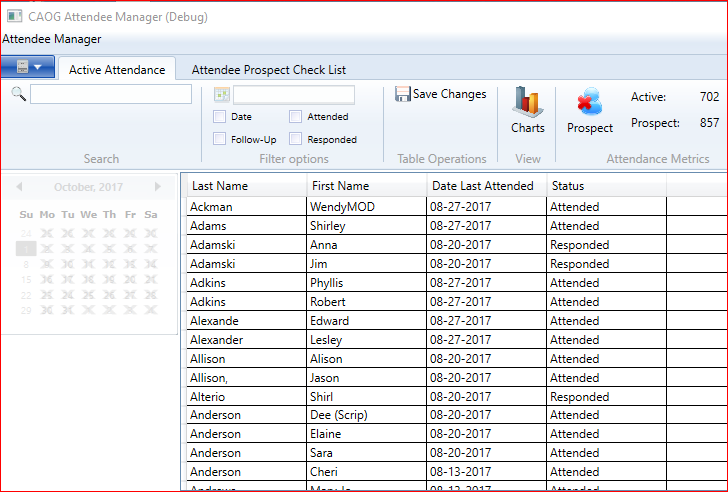 CAOG Attendee Manager (Debug)
Attendee Manager
Active Attendance Attendee Prospect Check List
Save Changes Active: 702
Date Attended
Charts Prospect Prospect: 857
Follow-Up Responded
Search Filter options Table Operations View Attendance Metrics
October, 2017
Su Mo Tu We Th Fr Sa
24
1
8
15
22
29
Last Name First Name Date Last Attended Status
Ackman WendyMOD 08-27-2017 Attended
Adams Shirley 08-27-2017 Attended
Adamski Anna 08-20-2017 Responded
Adamski Jim 08-20-2017 Responded
Adkins Phyllis 08-27-2017 Attended
Adkins Robert 08-27-2017 Attended
Alexande Edward 08-27-2017 Attended
Alexander Lesley 08-27-2017 Attended
Allison Alison 08-20-2017 Attended
Allison, Jason 08-20-2017 Attended
Alterio Shirl 08-20-2017 Responded
Anderson Dee (Scrip) 08-20-2017 Attended
Anderson Elaine 08-20-2017 Attended
Anderson Sara 08-20-2017 Attended
Anderson Cheri 08-13-2017 Attended